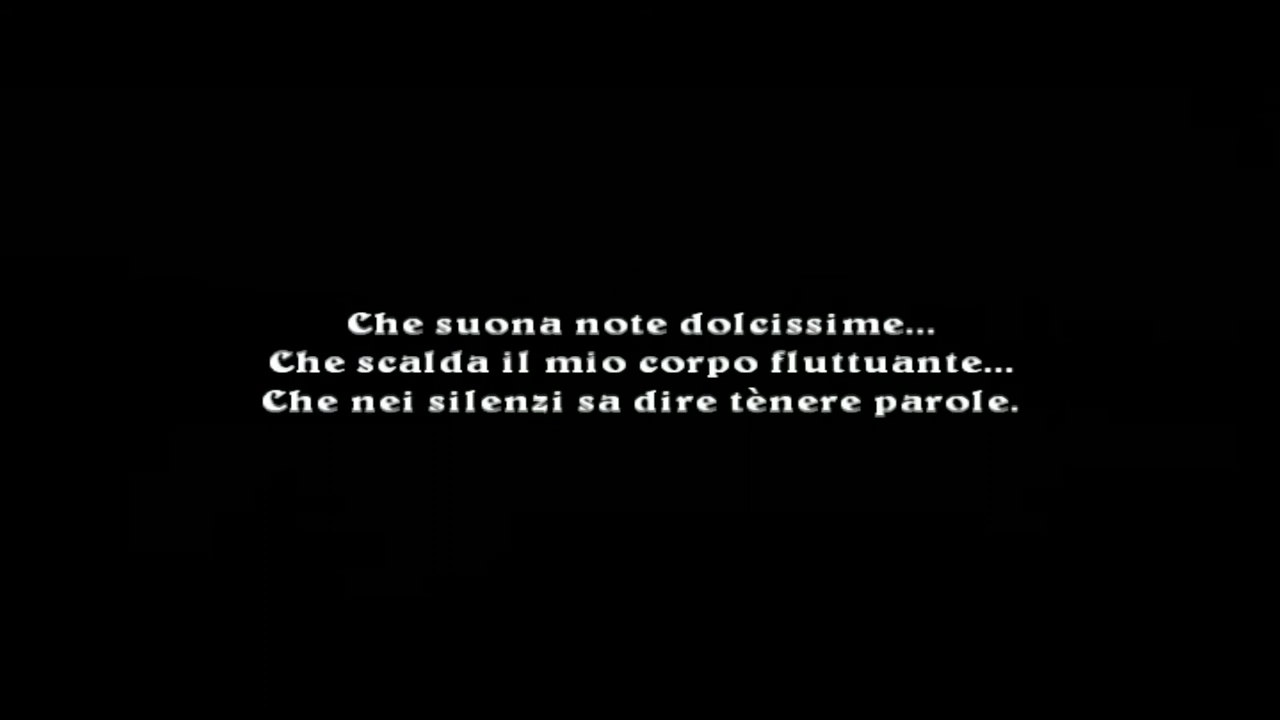 Che suona note dolcissime...
Che scalda il mio corpo fluttuante...
Che nei silenzi sa dire tènere parole.